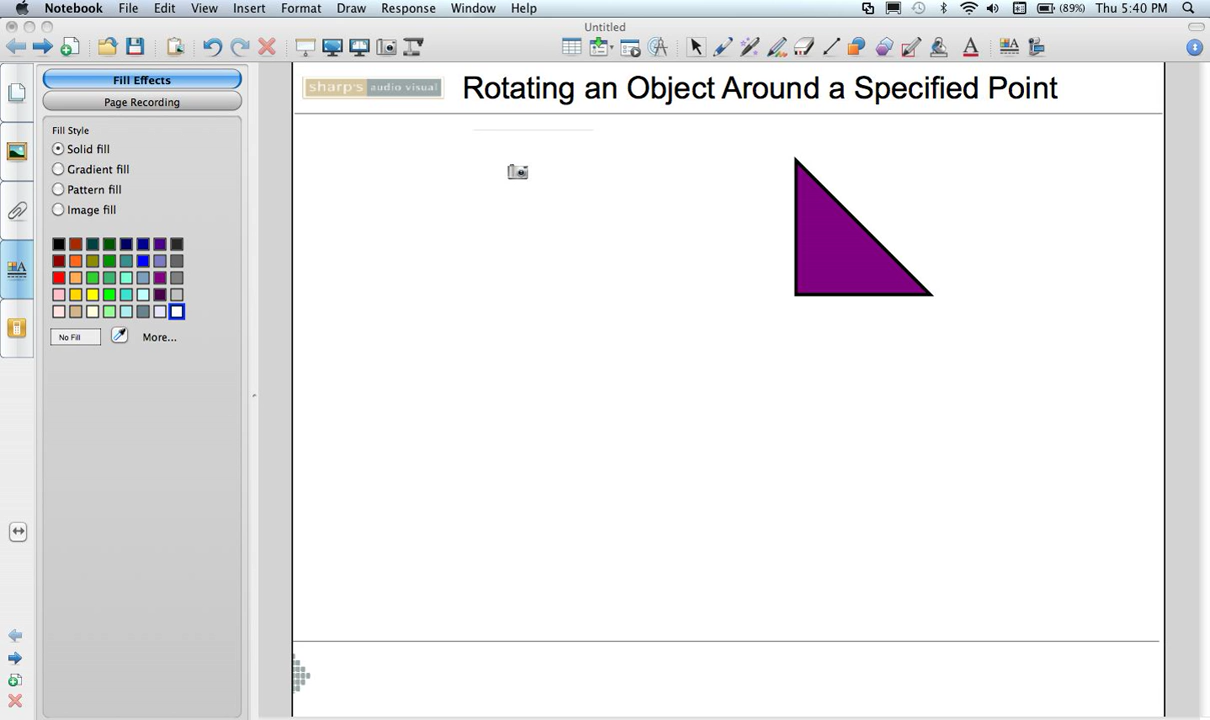 Notebook File Edit View Insert Format Draw Response Window Help (89%) Thu 5:40 PM
Untitled
Fill Effects
Page Recording
Fill Style
Solid fill
Gradient fill
Pattern fill
Image fill
No Fill More...
sharp's audio visual Rotating an Object Around a Specified Point